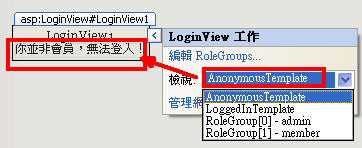 asp:LoginView#LoginView1
LoginView1
你並非會員，無法登入！
LoginView 工作
編輯 RoleGroups...
檢視: AnonymousTemplate
AnonymousTemplate
LoggedInTemplate
RoleGroup[0] - admin
RoleGroup[1] - member
管理網